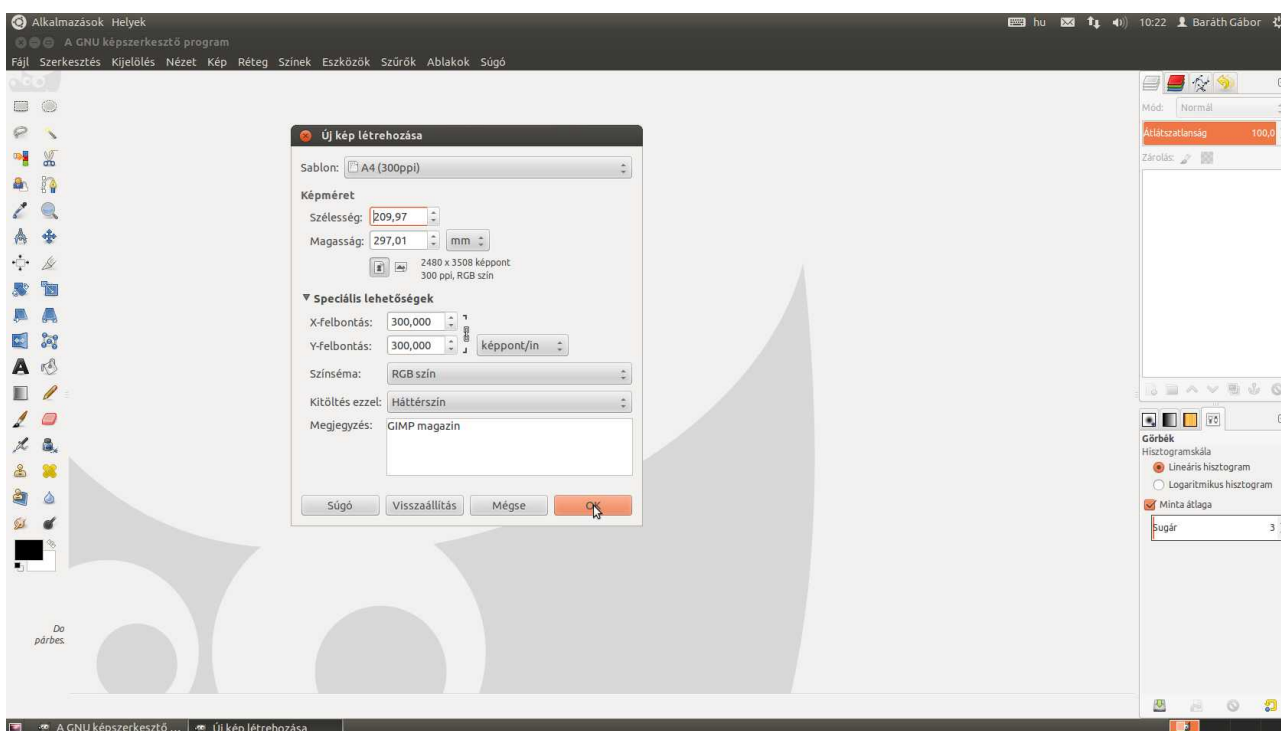 Alkalmazások Helyek
hu 10:22 Baráth Gábor
A GNU képszerkesztő program
Fájl Szerkesztés Kijelölés Nézet Kép Réteg Színek Eszközök Szűrők Ablakok Súgó
Új kép létrehozása
Sablon: A4 (300ppi)
Képméret
Szélesség: 209,97
Magasság: 297,01 mm
2480 x 3508 képpont
300 ppi, RGB szín
Speciális lehetőségek
X-felbontás: 300,000
Y-felbontás: 300,000 képpont/in
Színséma: RGB szín
Kitöltés ezzel: Háttérszín
Megjegyzés: GIMP magazin
Súgó Visszaállítás Mégse OK
Mód: Normál
Átlátszatlanság 100,0
Zárolás:
Görbék
Hisztogramskála
Lineáris hisztogram
Logaritmikus hisztogram
Minta átlaga
Sugár 3
Do
párbes
A GNU képszerkesztő ... Új kép létrehozása